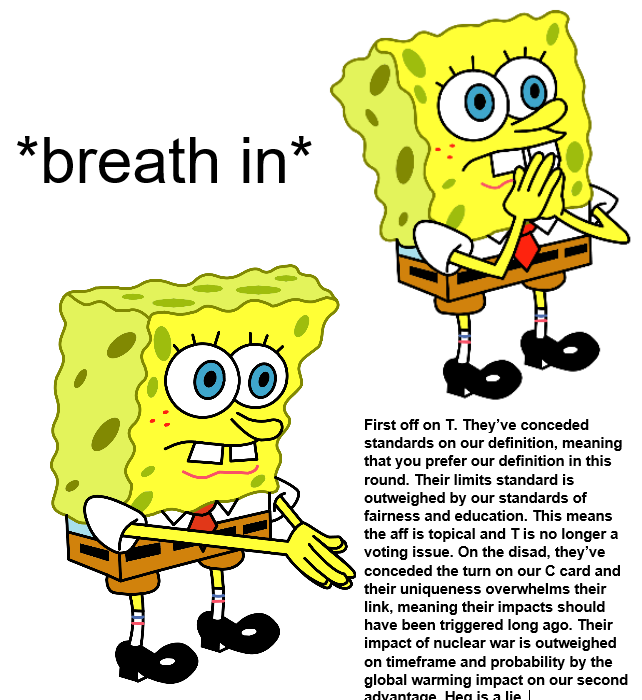 *breath in*
First off on T. They’ve conceded
standards on our definition, meaning
that you prefer our definition in this
round. Their limits standard is
outweighed by our standards of
fairness and education. This means
the aff is topical and T is no longer a
voting issue. On the disad, they’ve
conceded the turn on our C card and
their uniqueness overwhelms their
link, meaning their impacts should
have been triggered long ago. Their
impact of nuclear war is outweighed
on timeframe and probability by the
global warming impact on our second
advantage. Heg is a lie.